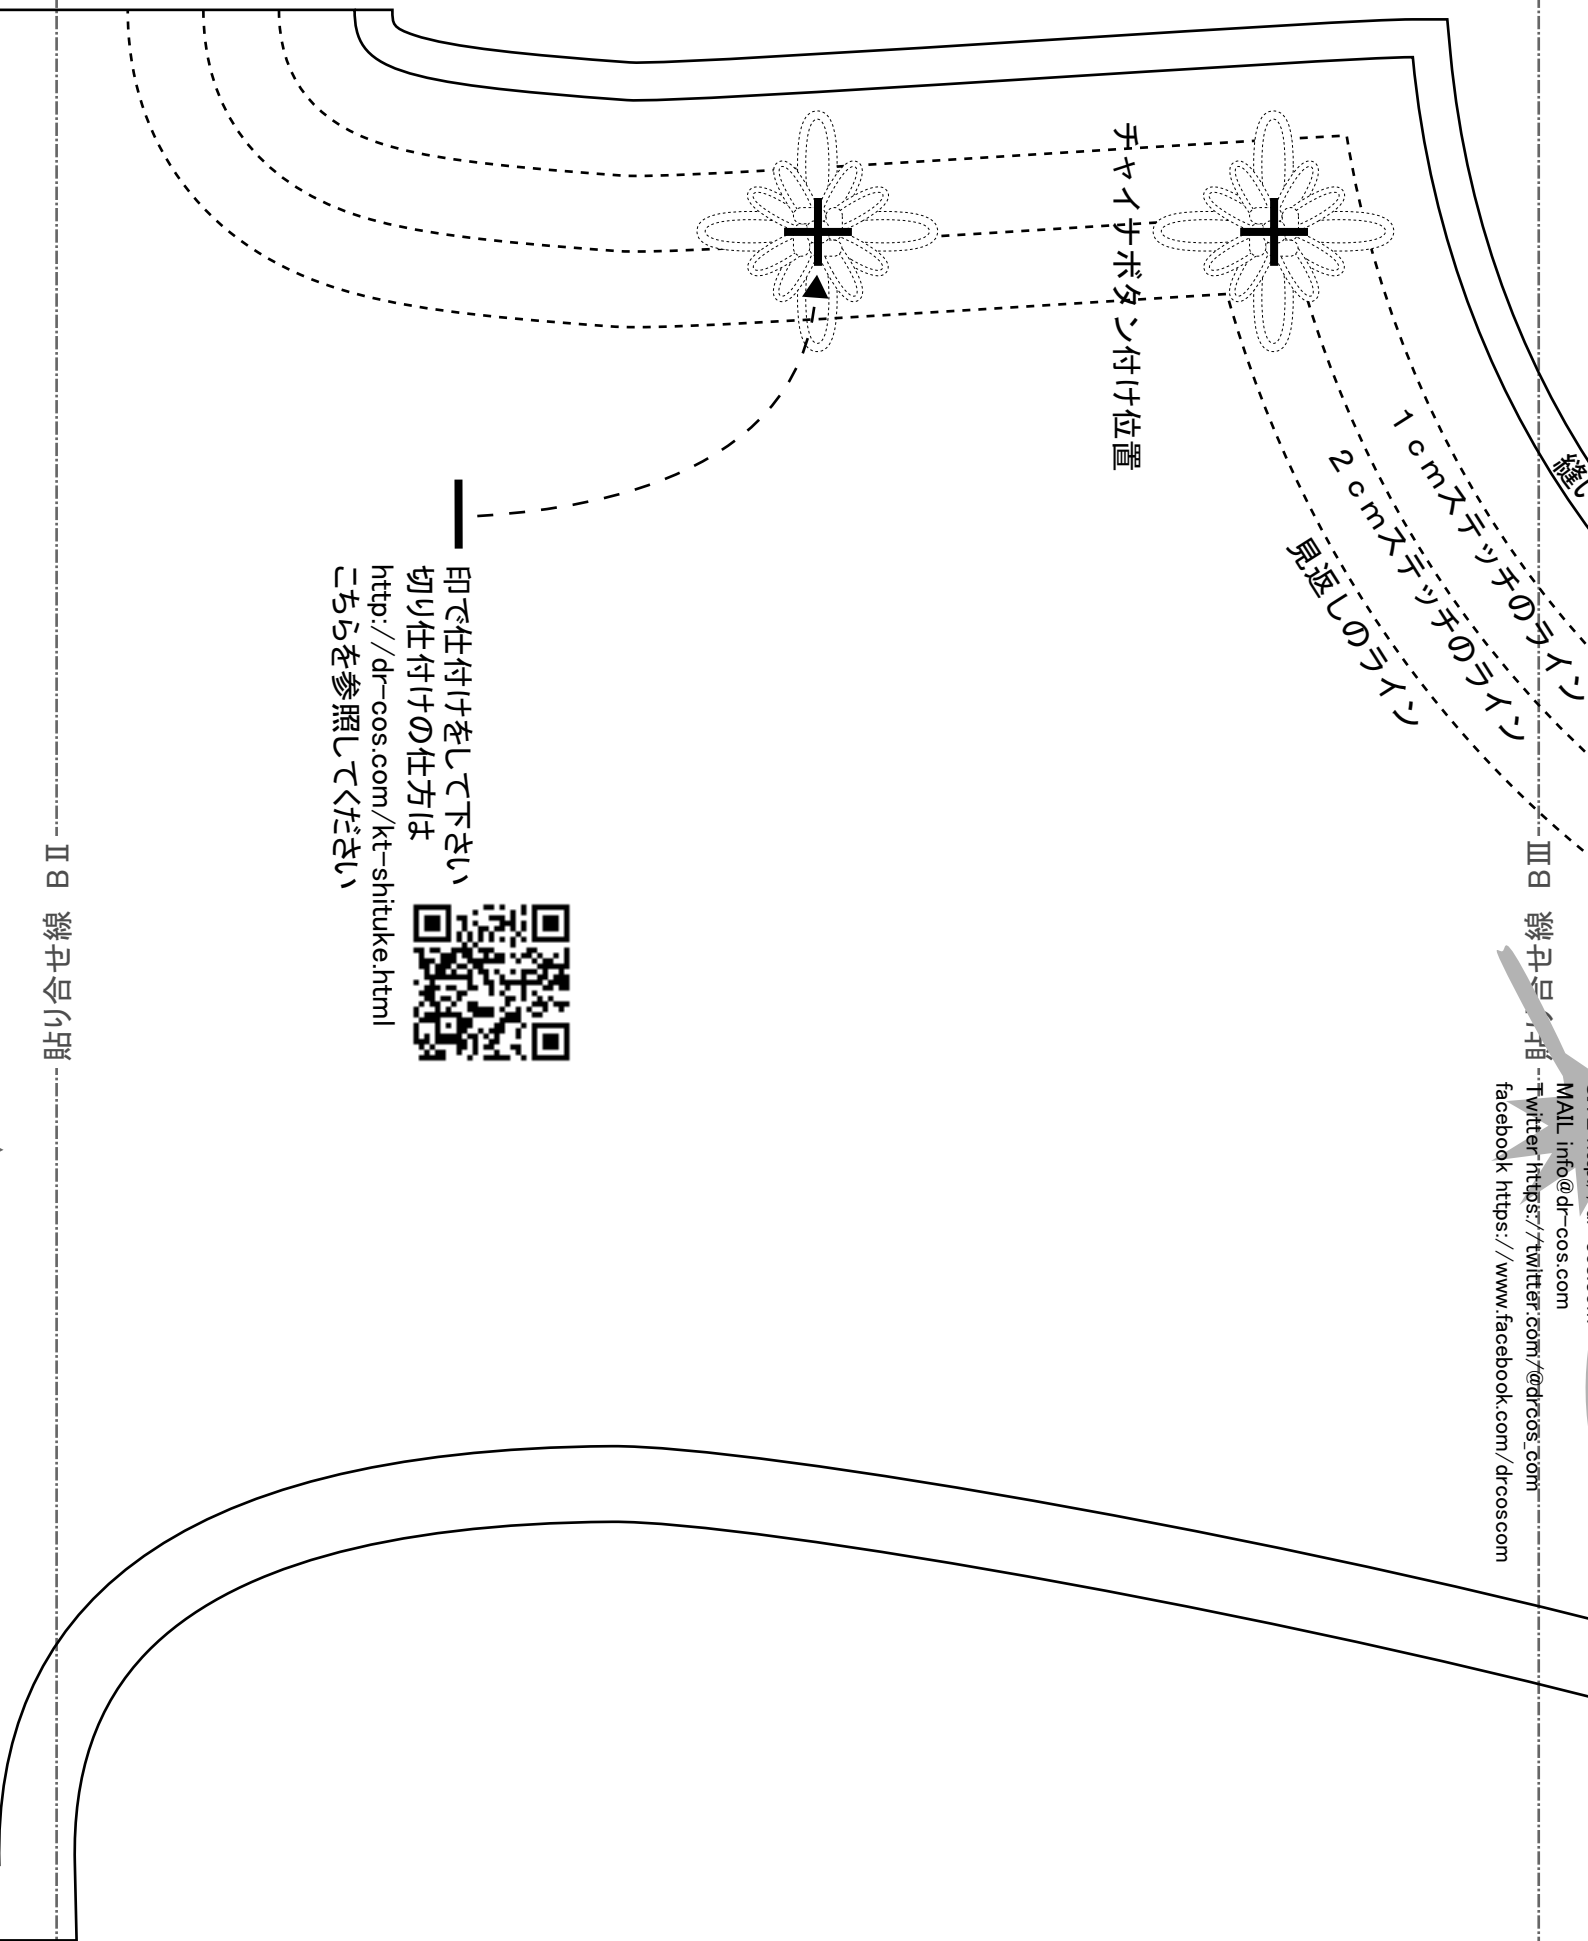 チャイナボタン付け位置
1cmステッチのライン
2cmステッチのライン
見返しのライン
縫い
印で仕付けをして下さい
切り仕付けの仕方は
http://dr-cos.com/kt-shituke.html
こちらを参照してください
貼り合せ線 BⅡ
貼り合せ線 BⅢ
MAIL info@dr-cos.com
Twitter https://twitter.com/@drcos_com
facebook https://www.facebook.com/drcoscom